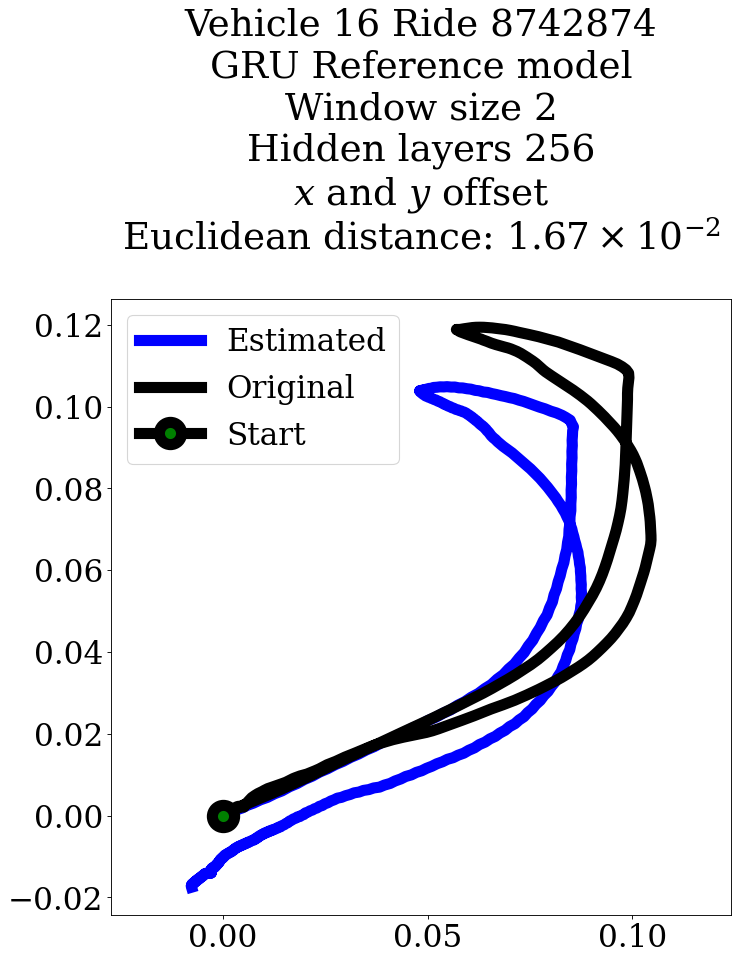 Vehicle 16 Ride 8742874
GRU Reference model
Window size 2
Hidden layers 256
x and y offset
Euclidean distance: 1.67 × 10⁻²
Estimated
Original
Start
0.12
0.10
0.08
0.06
0.04
0.02
0.00
−0.02
0.00 0.05 0.10